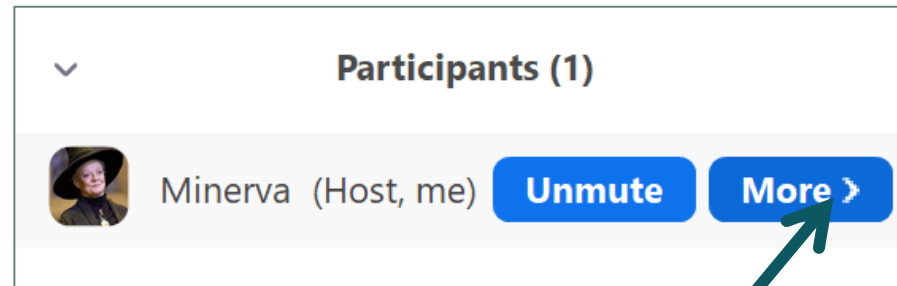 Participants (1)
Minerva (Host, me) Unmute More >